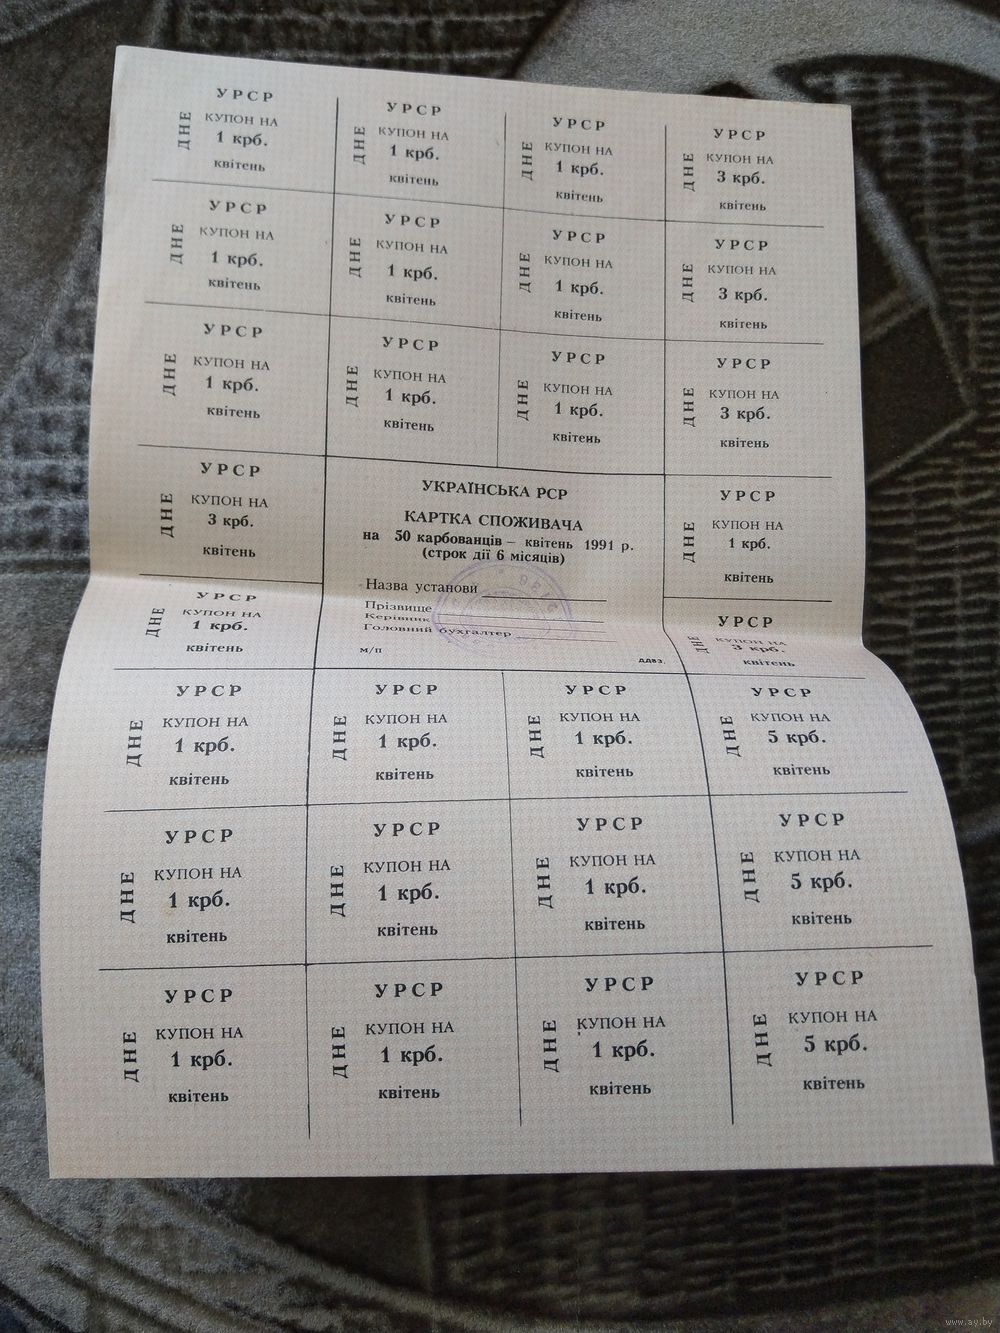 УРСР
ДНЕ
КУПОН НА
1 крб.
квітень
УРСР
ДНЕ
КУПОН НА
1 крб.
квітень
УРСР
ДНЕ
КУПОН НА
1 крб.
квітень
УРСР
ДНЕ
КУПОН НА
3 крб.
квітень
УРСР
ДНЕ
КУПОН НА
1 крб.
квітень
УРСР
ДНЕ
КУПОН НА
1 крб.
квітень
УРСР
ДНЕ
КУПОН НА
1 крб.
квітень
УРСР
ДНЕ
КУПОН НА
3 крб.
квітень
УРСР
ДНЕ
КУПОН НА
1 крб.
квітень
УРСР
ДНЕ
КУПОН НА
1 крб.
квітень
УРСР
ДНЕ
КУПОН НА
1 крб.
квітень
УРСР
ДНЕ
КУПОН НА
3 крб.
квітень
УРСР
ДНЕ
КУПОН НА
3 крб.
квітень
УКРАЇНСЬКА РСР
КАРТКА СПОЖИВАЧА
на 50 карбованців – квітень 1991 р.
(строк дії 6 місяців)
Назва установи
Прізвище
Керівник
Головний бухгалтер
м/п
ДДВЗ.
УРСР
ДНЕ
КУПОН НА
1 крб.
квітень
УРСР
ДНЕ
КУПОН НА
1 крб.
квітень
УРСР
ДНЕ
КУПОН НА
3 крб.
квітень
УРСР
ДНЕ
КУПОН НА
1 крб.
квітень
УРСР
ДНЕ
КУПОН НА
1 крб.
квітень
УРСР
ДНЕ
КУПОН НА
1 крб.
квітень
УРСР
ДНЕ
КУПОН НА
5 крб.
квітень
УРСР
ДНЕ
КУПОН НА
1 крб.
квітень
УРСР
ДНЕ
КУПОН НА
1 крб.
квітень
УРСР
ДНЕ
КУПОН НА
1 крб.
квітень
УРСР
ДНЕ
КУПОН НА
5 крб.
квітень
УРСР
ДНЕ
КУПОН НА
1 крб.
квітень
УРСР
ДНЕ
КУПОН НА
1 крб.
квітень
УРСР
ДНЕ
КУПОН НА
1 крб.
квітень
УРСР
ДНЕ
КУПОН НА
5 крб.
квітень
www.ay.by